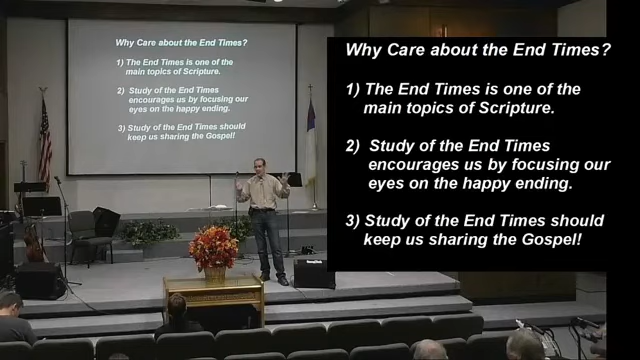 Why Care about the End Times?
1) The End Times is one of the
main topics of Scripture.
2) Study of the End Times
encourages us by focusing our
eyes on the happy ending.
3) Study of the End Times should
keep us sharing the Gospel!
Why Care about the End Times?
1) The End Times is one of the
main topics of Scripture.
2) Study of the End Times
encourages us by focusing our
eyes on the happy ending.
3) Study of the End Times should
keep us sharing the Gospel!